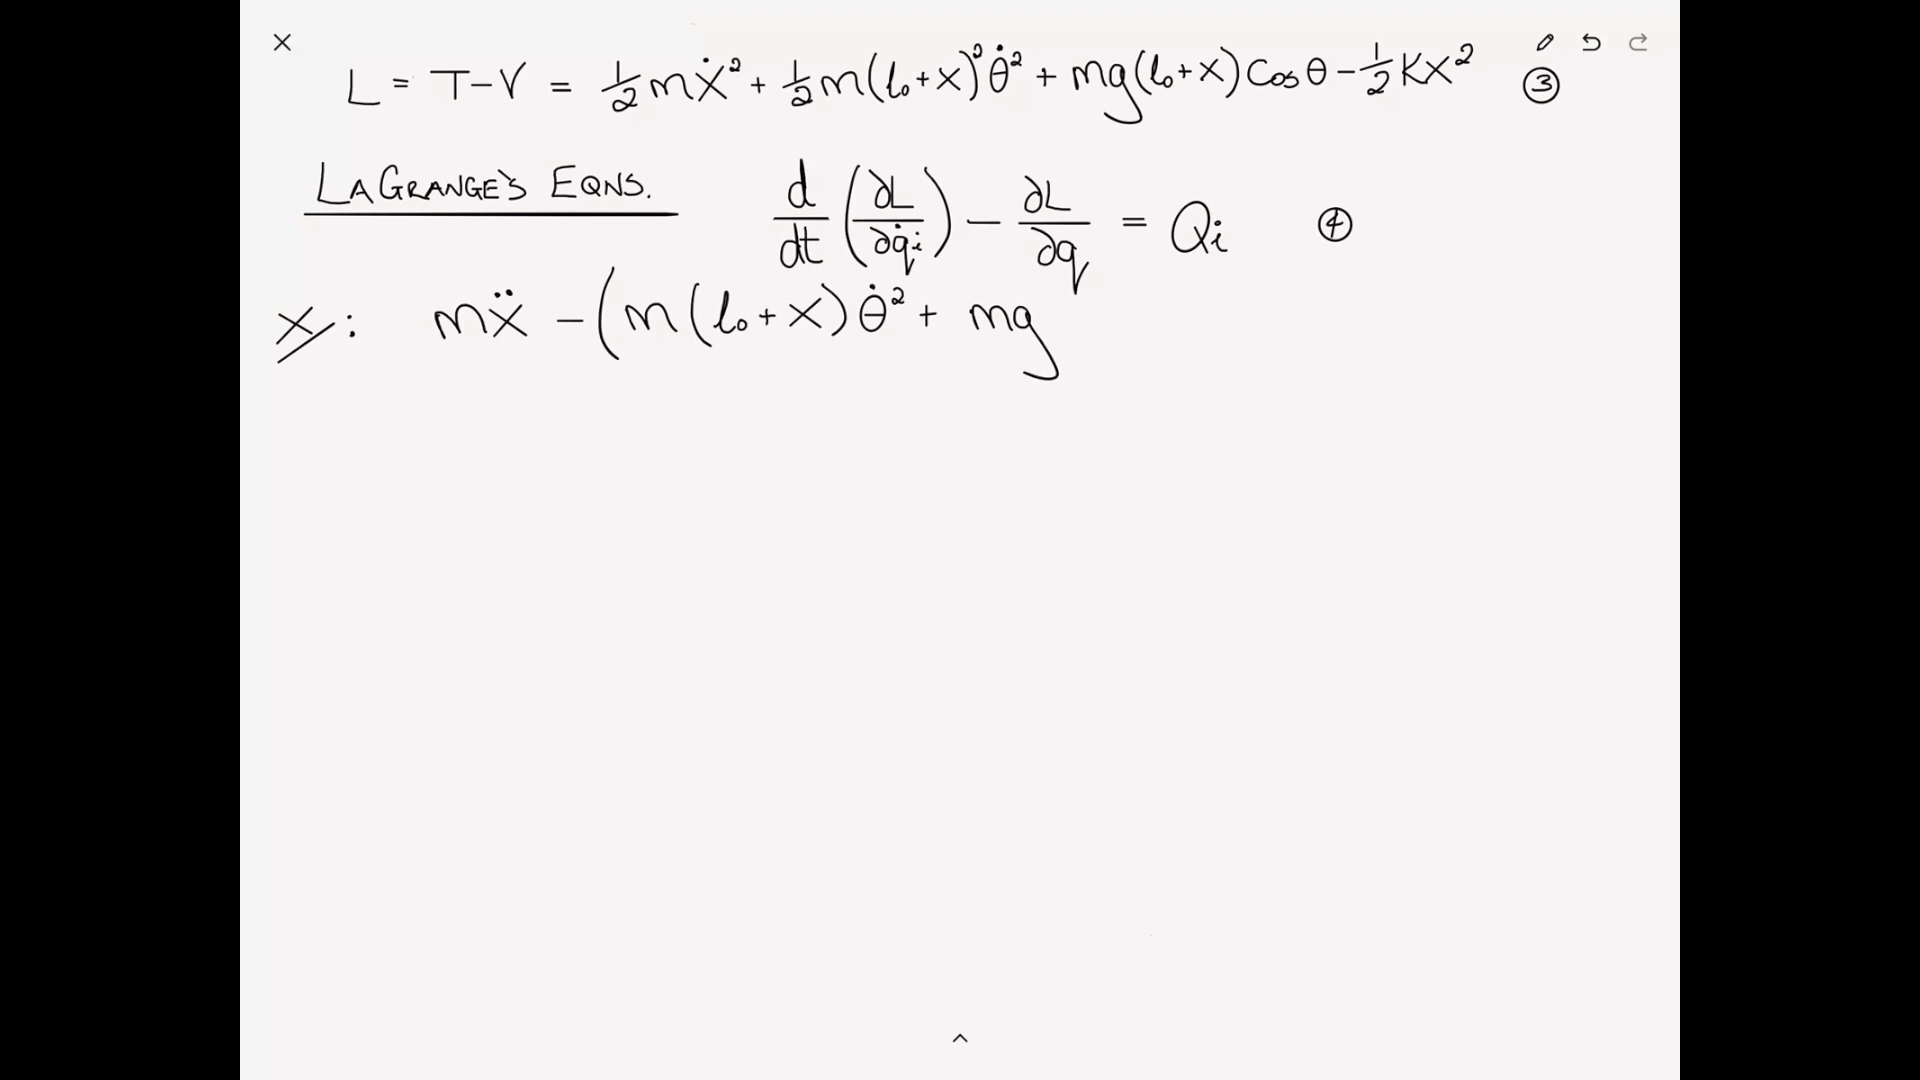 L = T-V = ½mẋ² + ½m(l₀+x)²θ̇² + mg(l₀+x)Cosθ - ½Kx² ③
LAGRANGE'S EQNS. d/dt(∂L/∂q̇i) - ∂L/∂q = Qi ④
x: mẍ - (m(l₀+x)θ̇² + mg